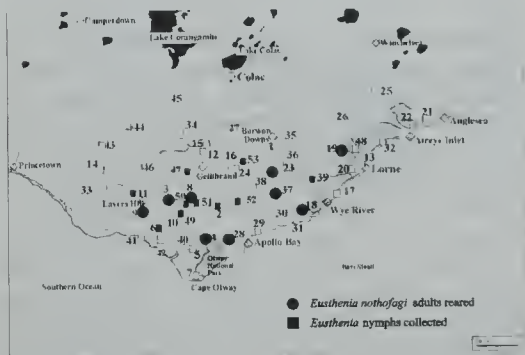 Camperdown
Lake Corangamite
Lake Colac
Winchelsea
Colac
25
45
22 21 Anglesea
26
44 34 27 Barwon Downs 35
Aireys Inlet
43 15 12 19 48 32
16 53 36 13
Princetown 14 46 47 Gellibrand 24 23 20 Lorne
38 39
33 11 3 8 37 17
Lavers Hill 50 51 52 Wye River
9 10 49 2 30 18
6 29 31
41 42 40 4 28 Apollo Bay
5
Otway National Park
7
Bass Strait
Southern Ocean Cape Otway
Eusthenia nothofagi adults reared
Eusthenia nymphs collected